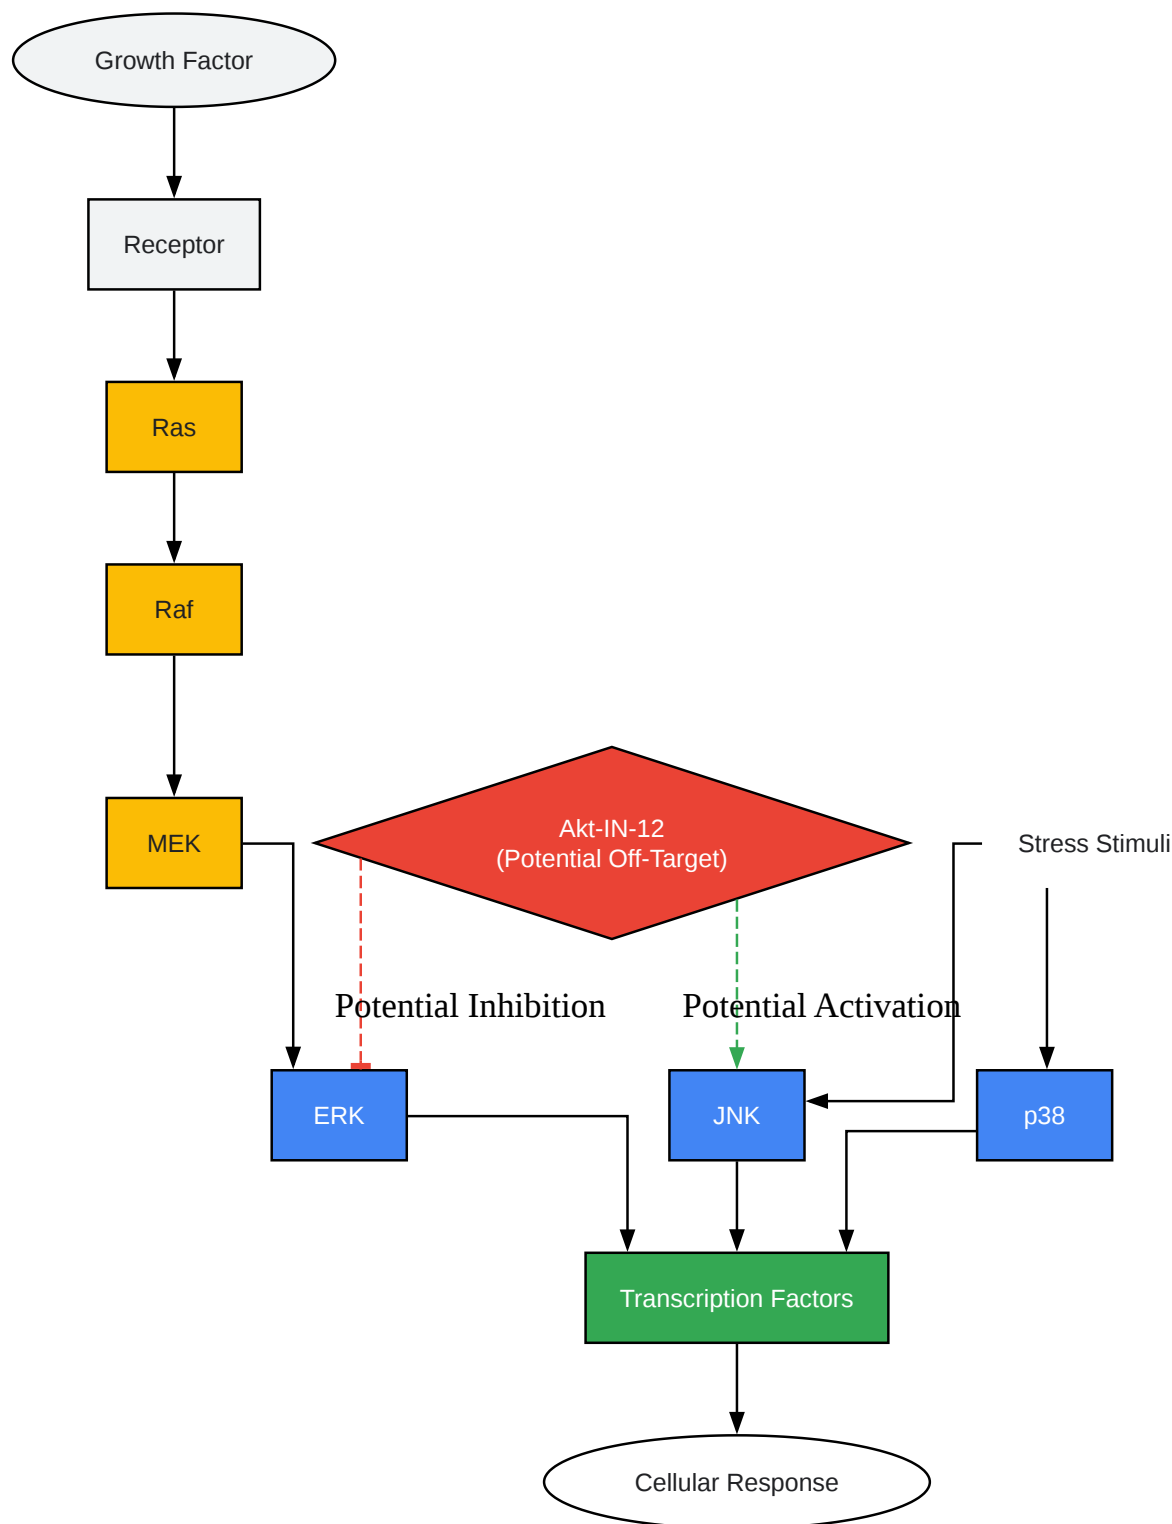 Growth Factor
Receptor
Ras
Raf
MEK
Akt-IN-12
(Potential Off-Target)
Stress Stimuli
Potential Inhibition
Potential Activation
ERK
JNK
p38
Transcription Factors
Cellular Response